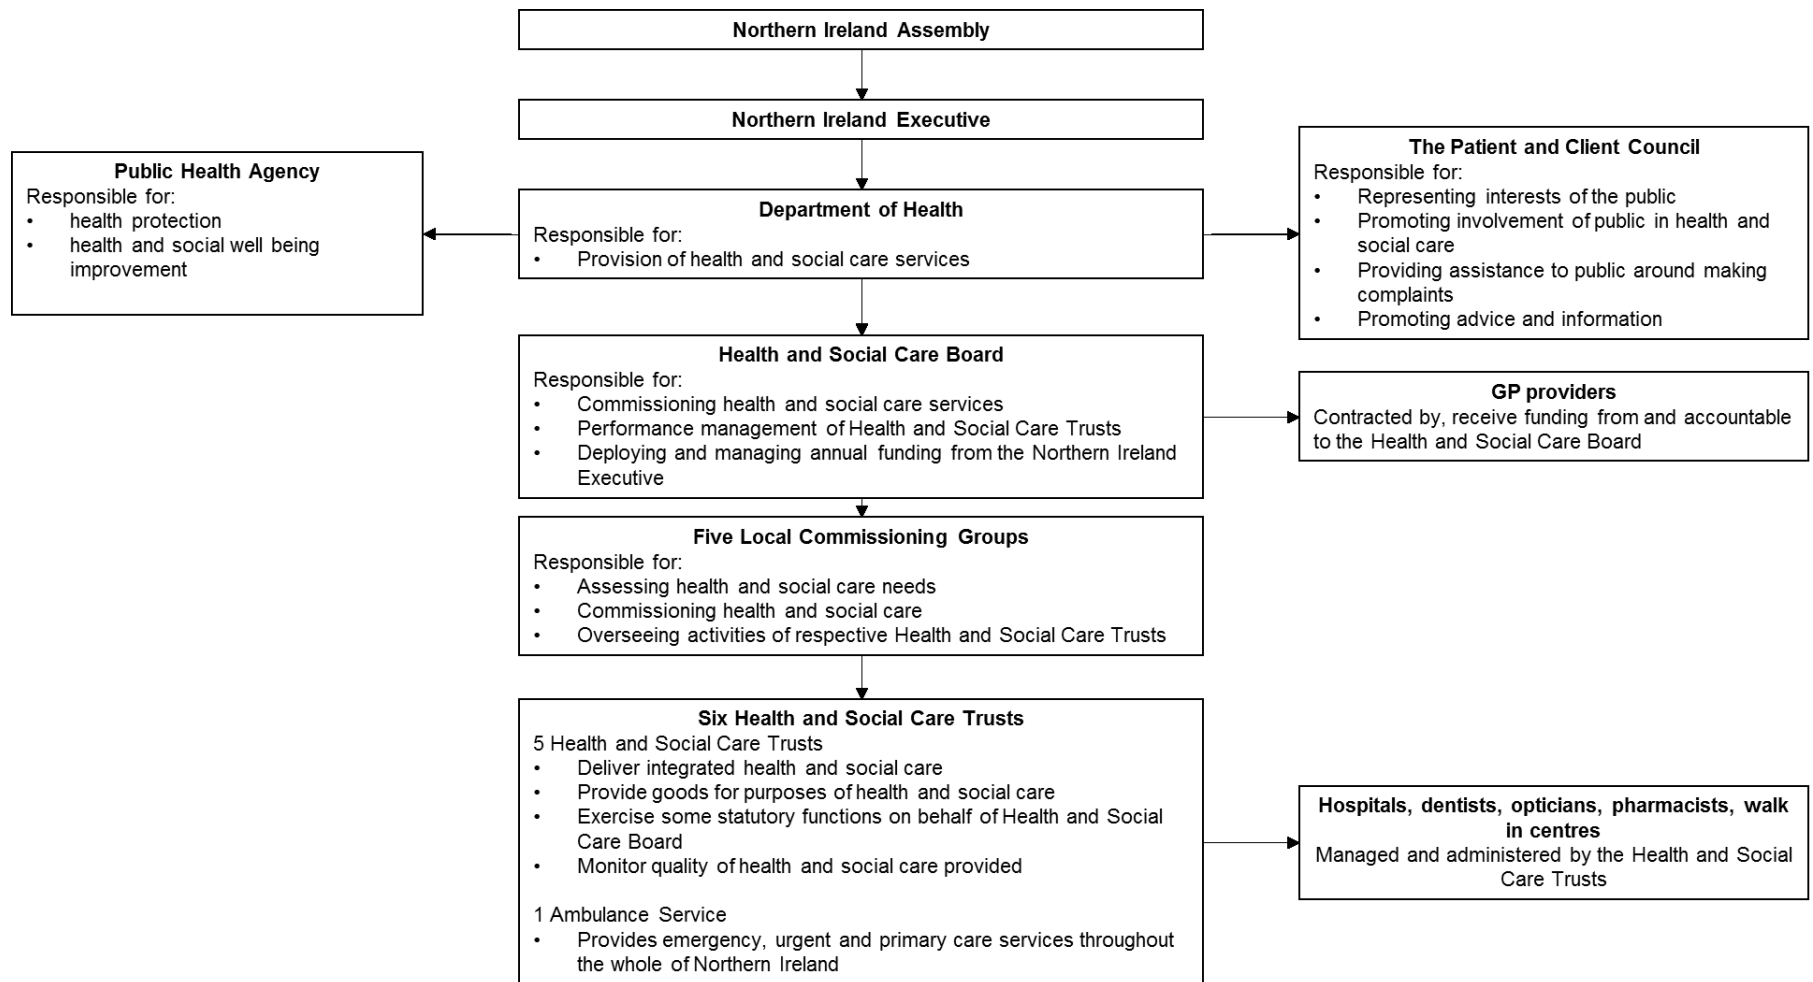 Northern Ireland Assembly
Northern Ireland Executive
Public Health Agency
Responsible for:
• health protection
• health and social well being
improvement
Department of Health
Responsible for:
• Provision of health and social care services
The Patient and Client Council
Responsible for:
• Representing interests of the public
• Promoting involvement of public in health and
social care
• Providing assistance to public around making
complaints
• Promoting advice and information
Health and Social Care Board
Responsible for:
• Commissioning health and social care services
• Performance management of Health and Social Care Trusts
• Deploying and managing annual funding from the Northern Ireland
Executive
GP providers
Contracted by, receive funding from and accountable
to the Health and Social Care Board
Five Local Commissioning Groups
Responsible for:
• Assessing health and social care needs
• Commissioning health and social care
• Overseeing activities of respective Health and Social Care Trusts
Six Health and Social Care Trusts
5 Health and Social Care Trusts
• Deliver integrated health and social care
• Provide goods for purposes of health and social care
• Exercise some statutory functions on behalf of Health and Social
Care Board
• Monitor quality of health and social care provided
1 Ambulance Service
• Provides emergency, urgent and primary care services throughout
the whole of Northern Ireland
Hospitals, dentists, opticians, pharmacists, walk
in centres
Managed and administered by the Health and Social
Care Trusts